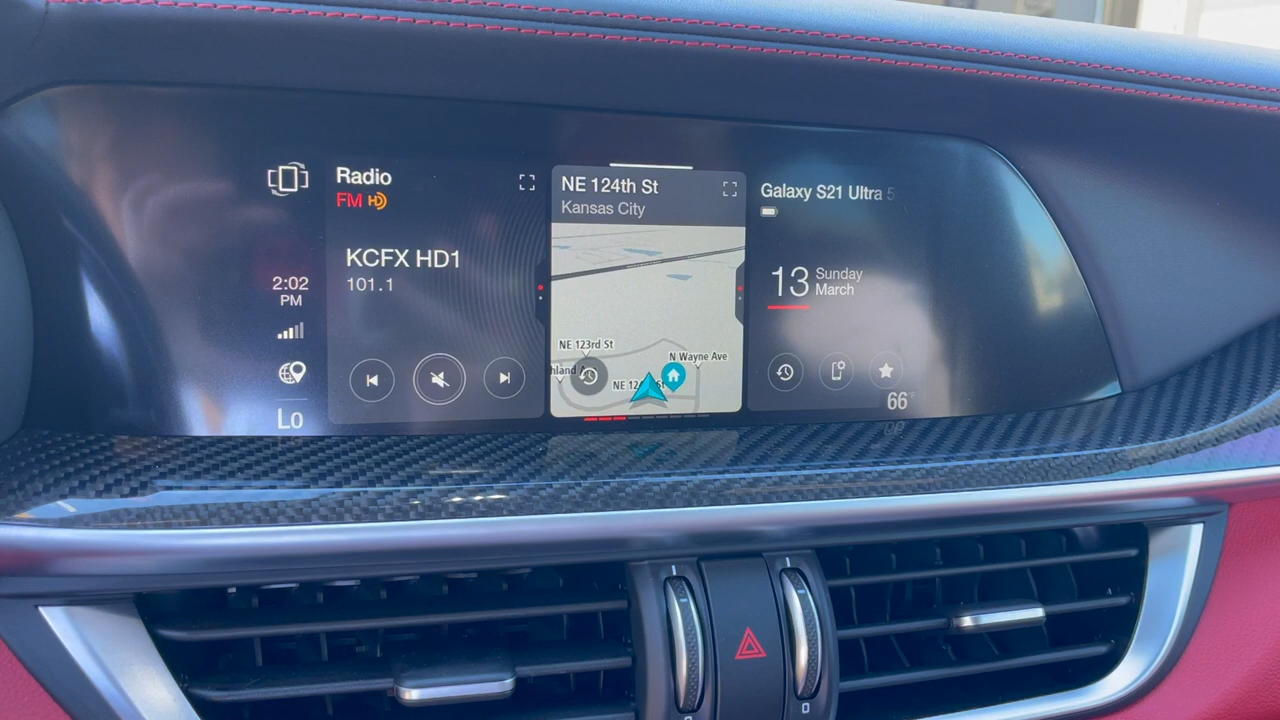 Radio
FM HD
KCFX HD1
101.1
2:02
PM
Lo
NE 124th St
Kansas City
NE 123rd St
N Wayne Ave
Galaxy S21 Ultra 5
13 Sunday
March
66°F